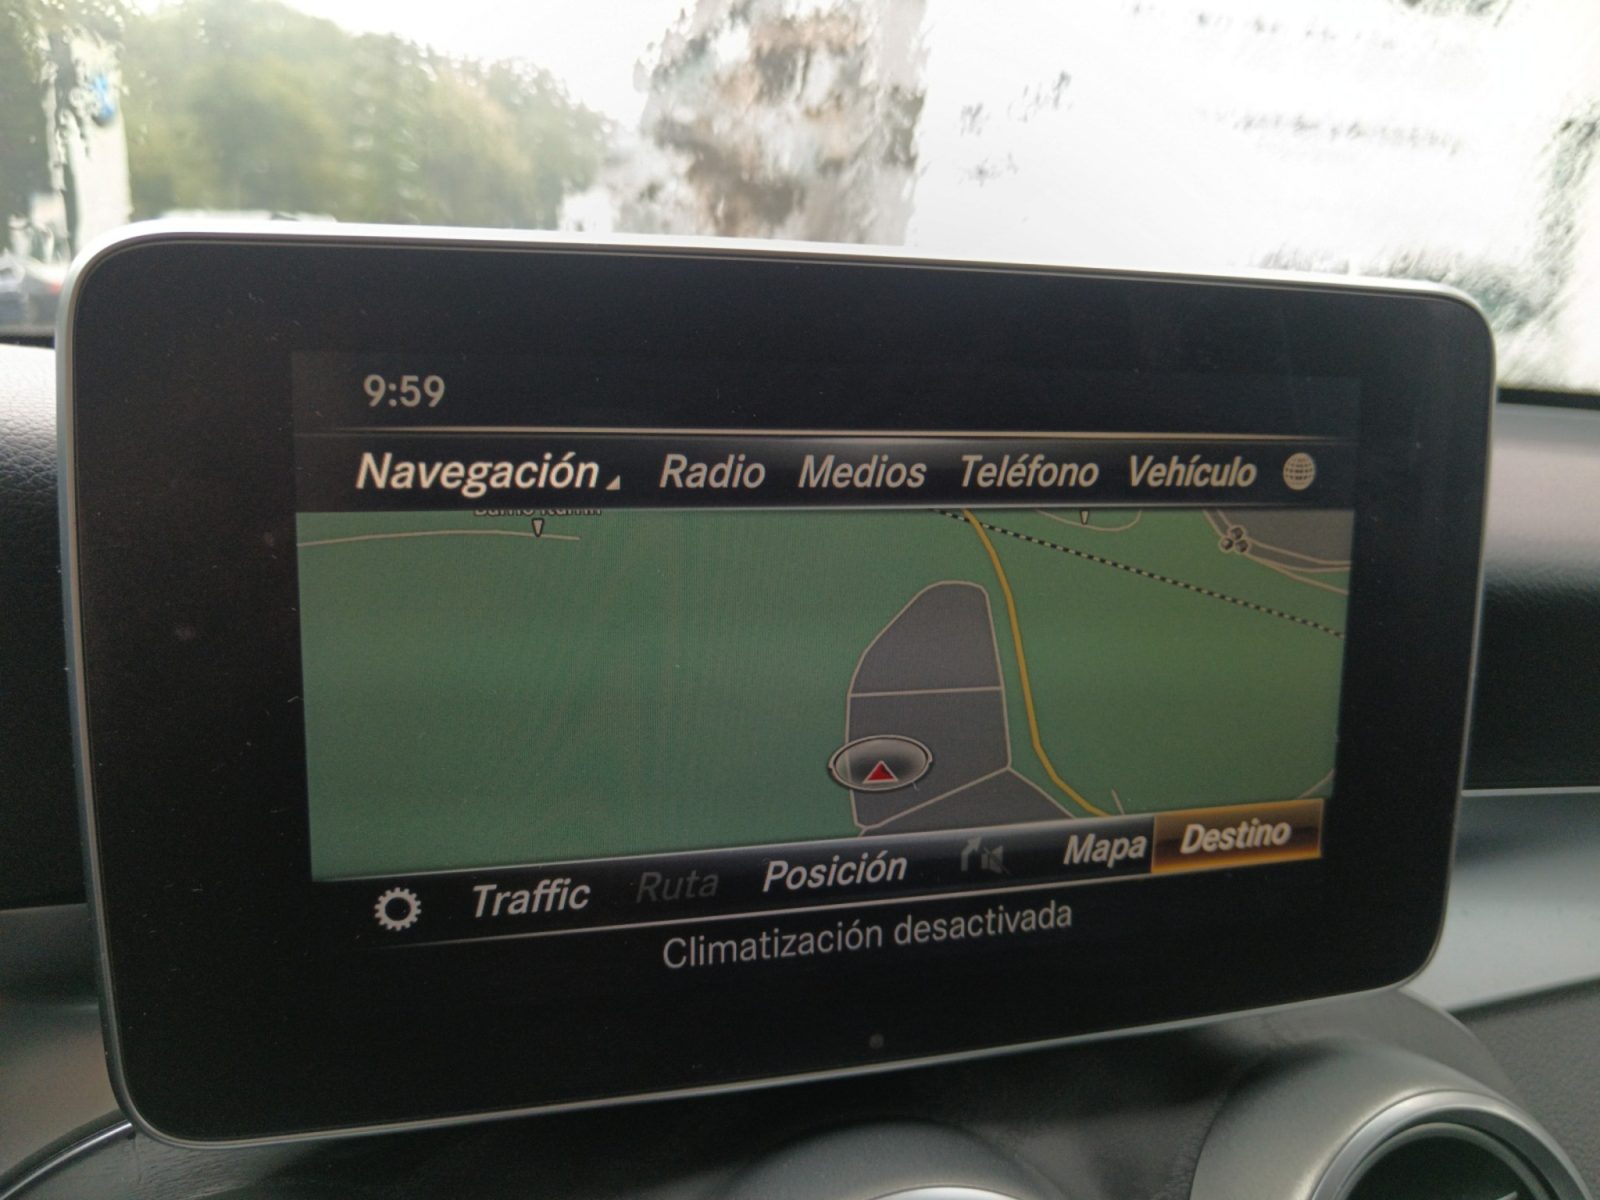 9:59
Navegación Radio Medios Teléfono Vehículo
Traffic Ruta Posición Mapa Destino
Climatización desactivada